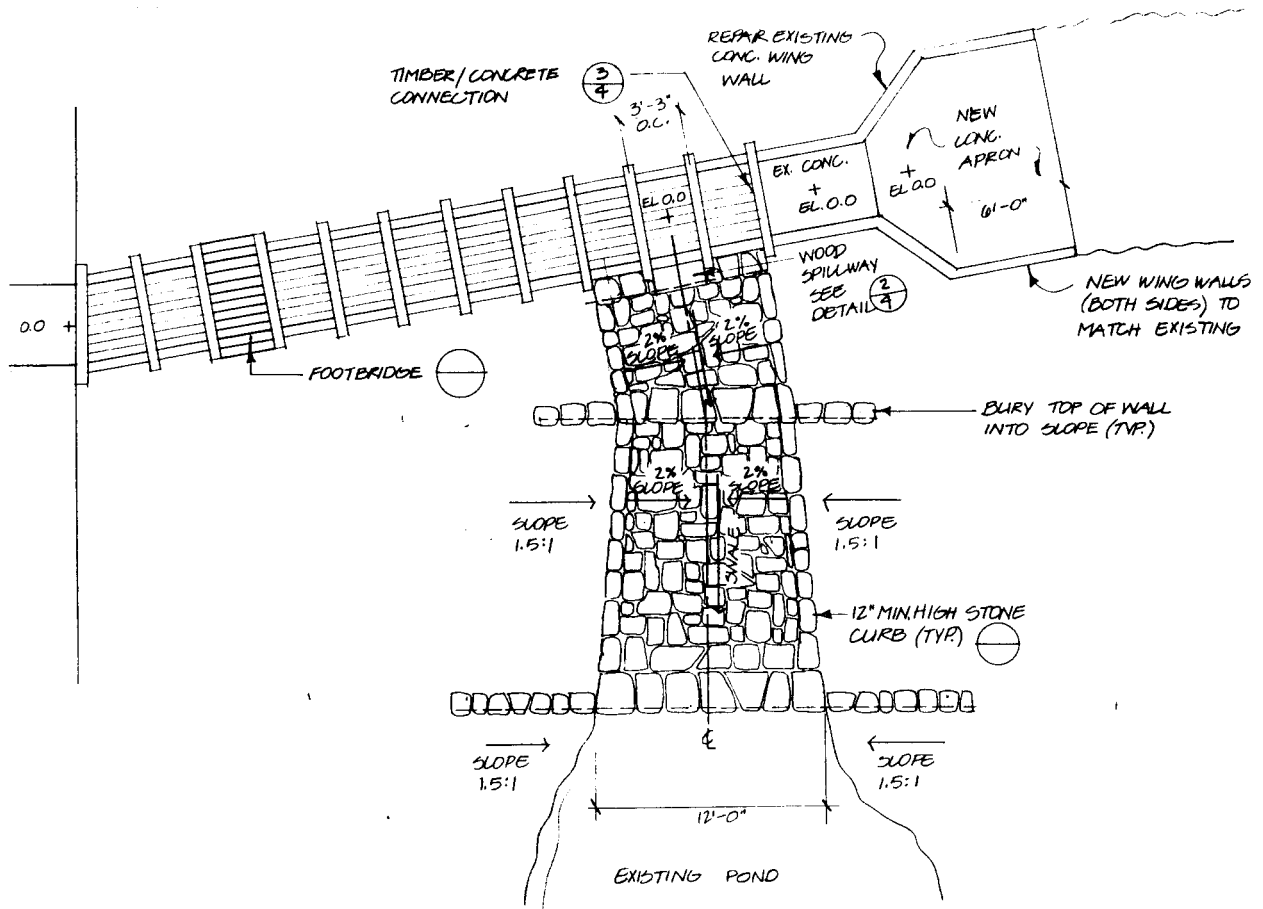 REPAIR EXISTING
CONC. WING
WALL
TIMBER/CONCRETE
CONNECTION
3
4
3'-3"
O.C.
NEW
CONC.
APRON
EX. CONC.
+
EL. 0.0
+
EL 0.0
6'-0"
EL 0.0
+
0.0 +
WOOD
SPILLWAY
SEE
DETAIL
2
4
NEW WING WALLS
(BOTH SIDES) TO
MATCH EXISTING
FOOTBRIDGE
2%
SLOPE
2%
SLOPE
BURY TOP OF WALL
INTO SLOPE (TYP.)
2%
SLOPE
2%
SLOPE
SLOPE
1.5:1
SLOPE
1.5:1
SWALE
12" MIN. HIGH STONE
CURB (TYP.)
℄
SLOPE
1.5:1
SLOPE
1.5:1
12'-0"
EXISTING POND